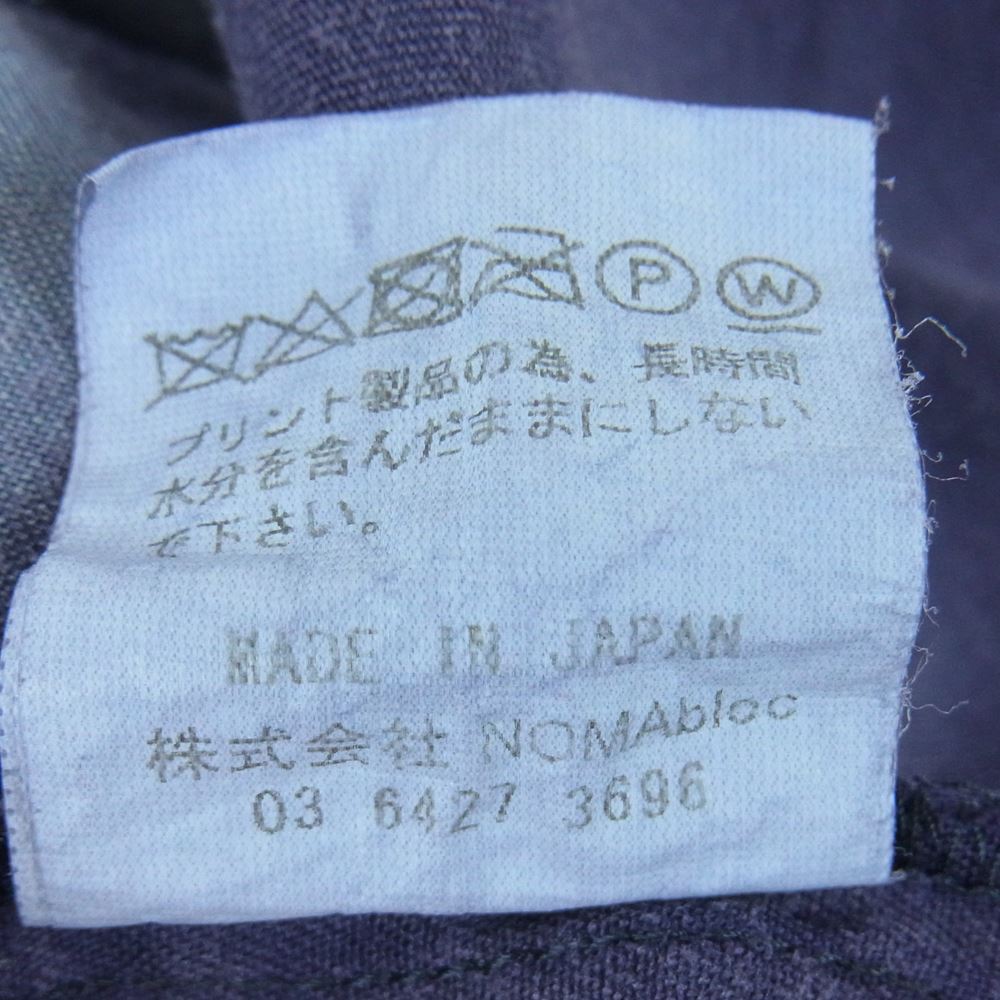 P W
プリント製品の為、長時間
水分を含んだままにしない
で下さい。
MADE IN JAPAN
株式会社 NOMAbloc
03 6427 3696